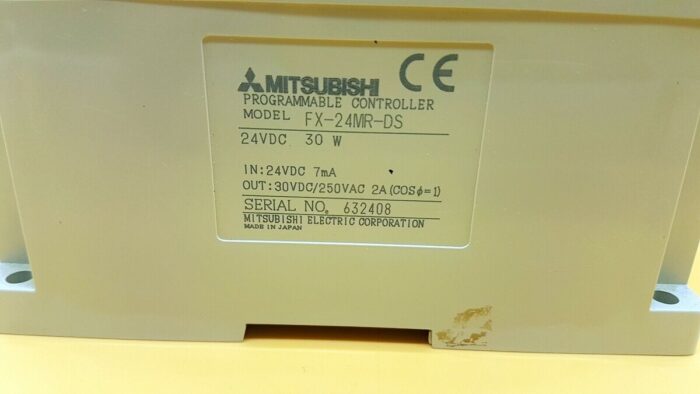 MITSUBISHI CE
PROGRAMMABLE CONTROLLER
MODEL FX-24MR-DS
24VDC 30 W
IN:24VDC 7mA
OUT:30VDC/250VAC 2A(COSφ=1)
SERIAL NO. 632408
MITSUBISHI ELECTRIC CORPORATION
MADE IN JAPAN